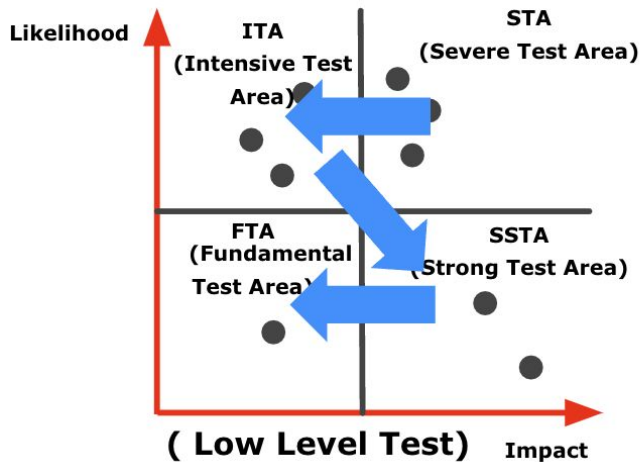 Likelihood
ITA
(Intensive Test
Area)
STA
(Severe Test Area)
FTA
(Fundamental
Test Area)
SSTA
(Strong Test Area)
( Low Level Test)
Impact